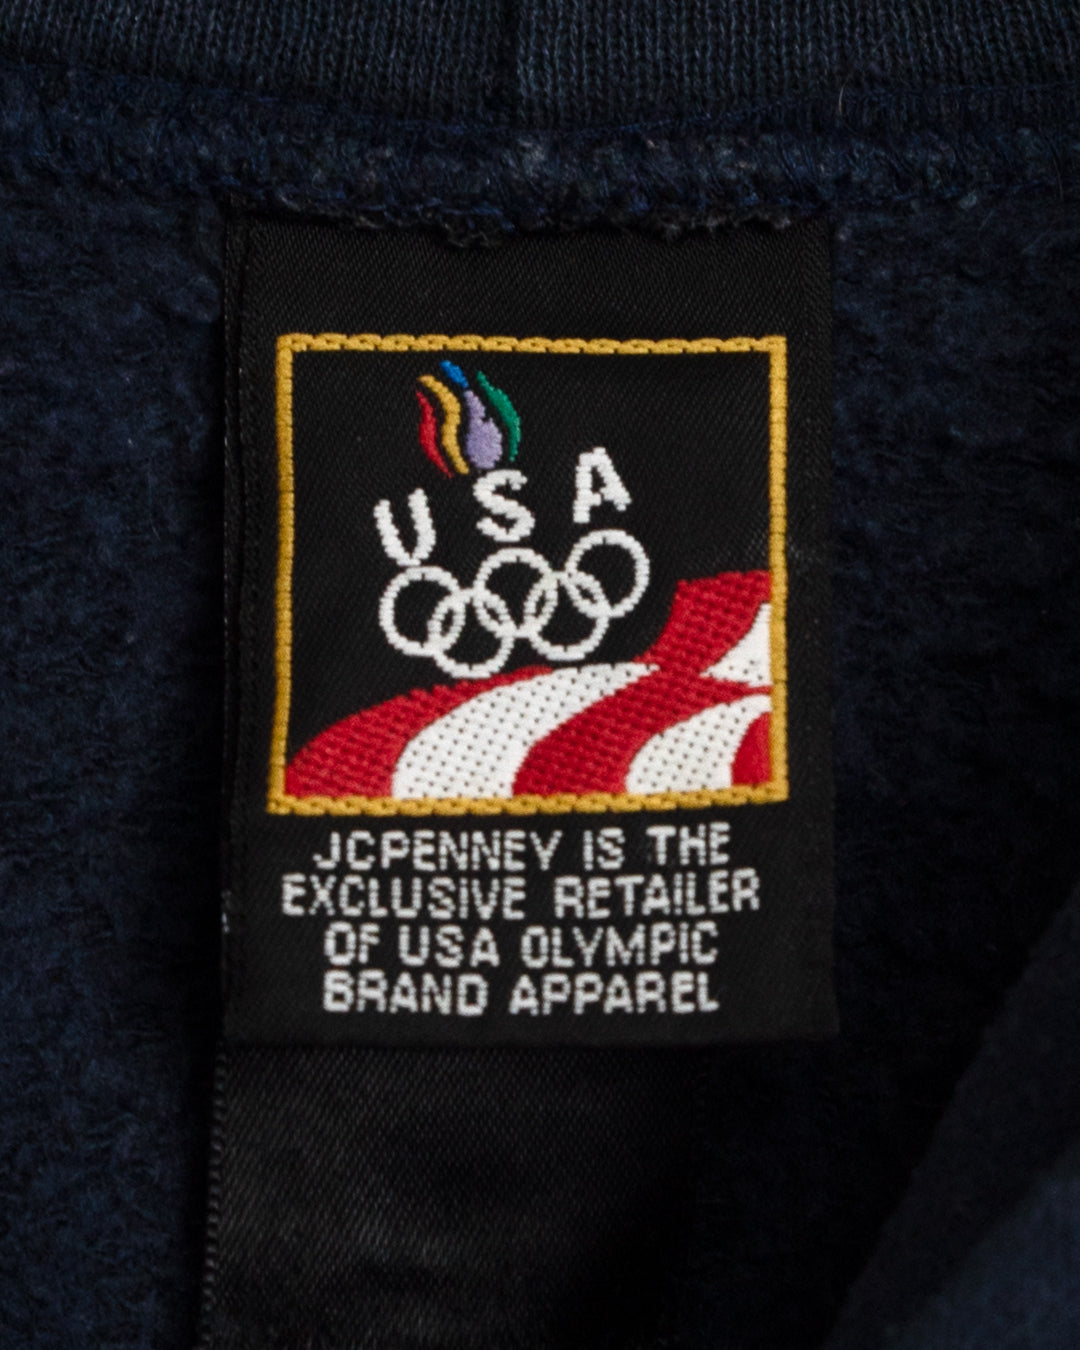 USA
JCPENNEY IS THE
EXCLUSIVE RETAILER
OF USA OLYMPIC
BRAND APPAREL